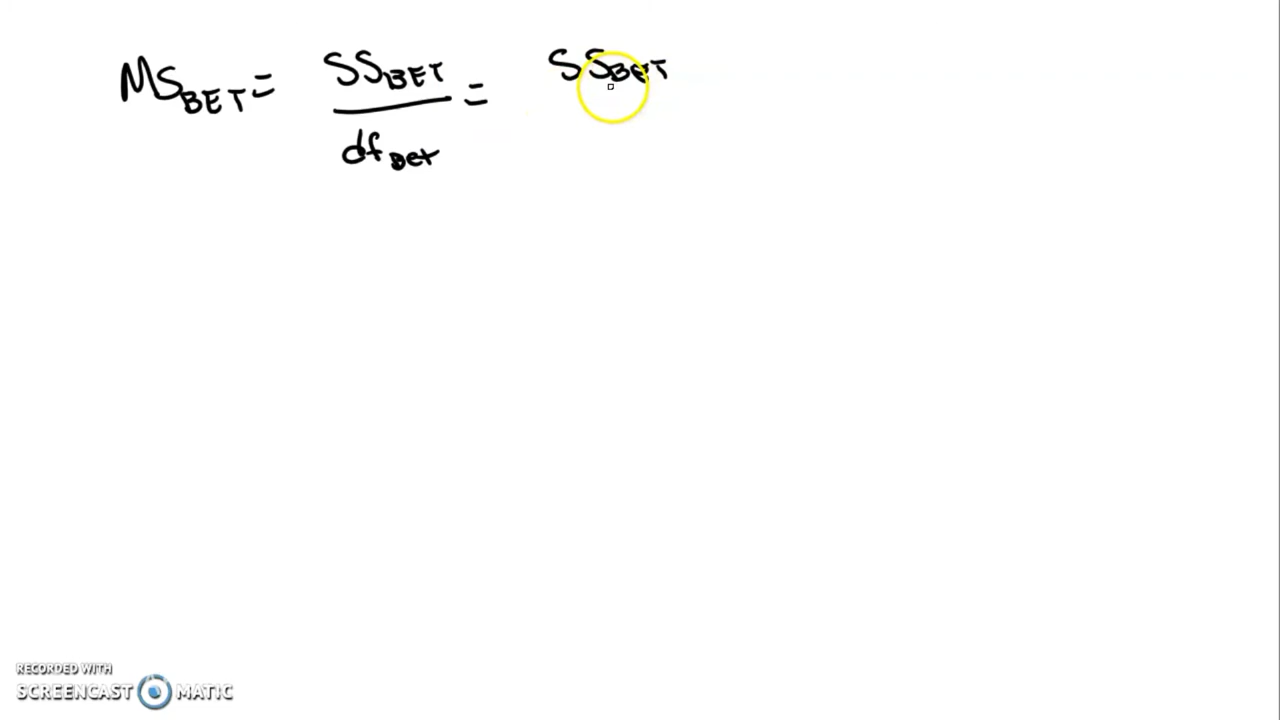 MS_BET = SS_BET / df_Bet = SS_BET
RECORDED WITH
SCREENCAST MATIC